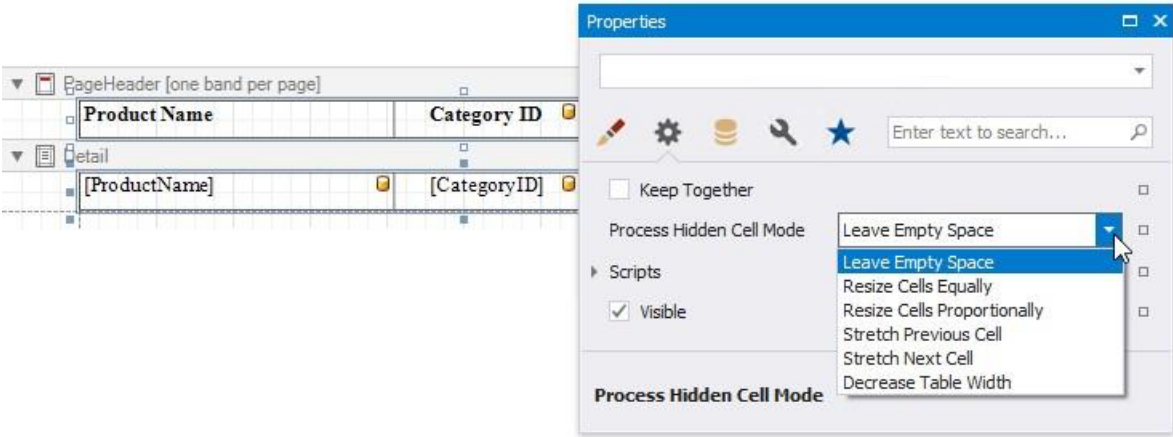 PageHeader [one band per page]
Product Name Category ID
Detail
[ProductName] [CategoryID]
Properties
Enter text to search...
Keep Together
Process Hidden Cell Mode Leave Empty Space
Leave Empty Space
Resize Cells Equally
Resize Cells Proportionally
Stretch Previous Cell
Stretch Next Cell
Decrease Table Width
Scripts
Visible
Process Hidden Cell Mode